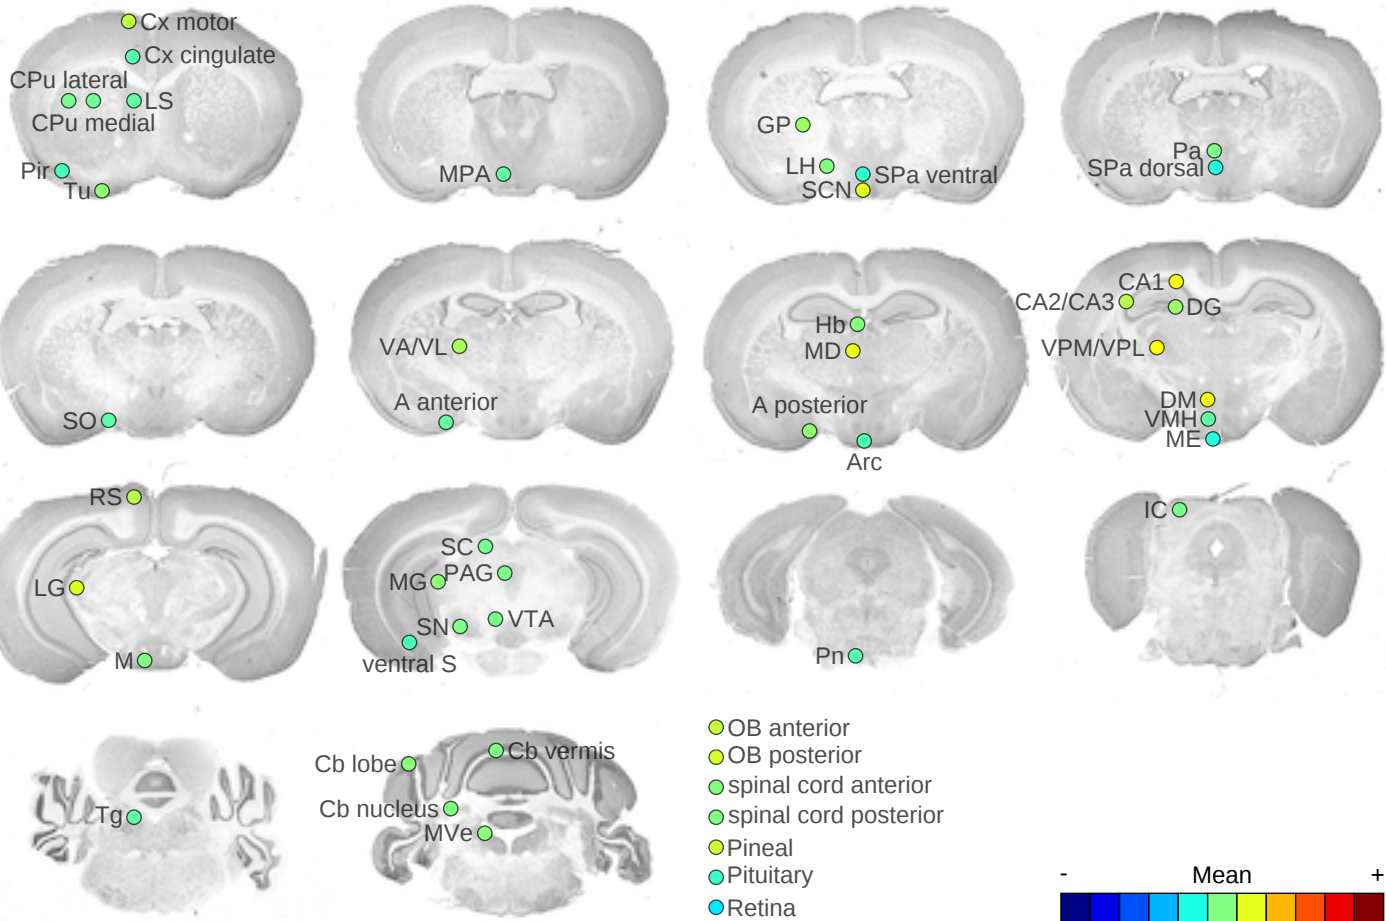 Cx motor
Cx cingulate
CPu lateral
LS
CPu medial
Pir
Tu
MPA
GP
LH
SPa ventral
SCN
Pa
SPa dorsal
SO
VA/VL
A anterior
Hb
MD
A posterior
Arc
CA1
CA2/CA3
DG
VPM/VPL
DM
VMH
ME
RS
LG
M
SC
PAG
MG
VTA
SN
ventral S
Pn
IC
Tg
Cb vermis
Cb lobe
Cb nucleus
MVe
OB anterior
OB posterior
spinal cord anterior
spinal cord posterior
Pineal
Pituitary
Retina
- Mean +